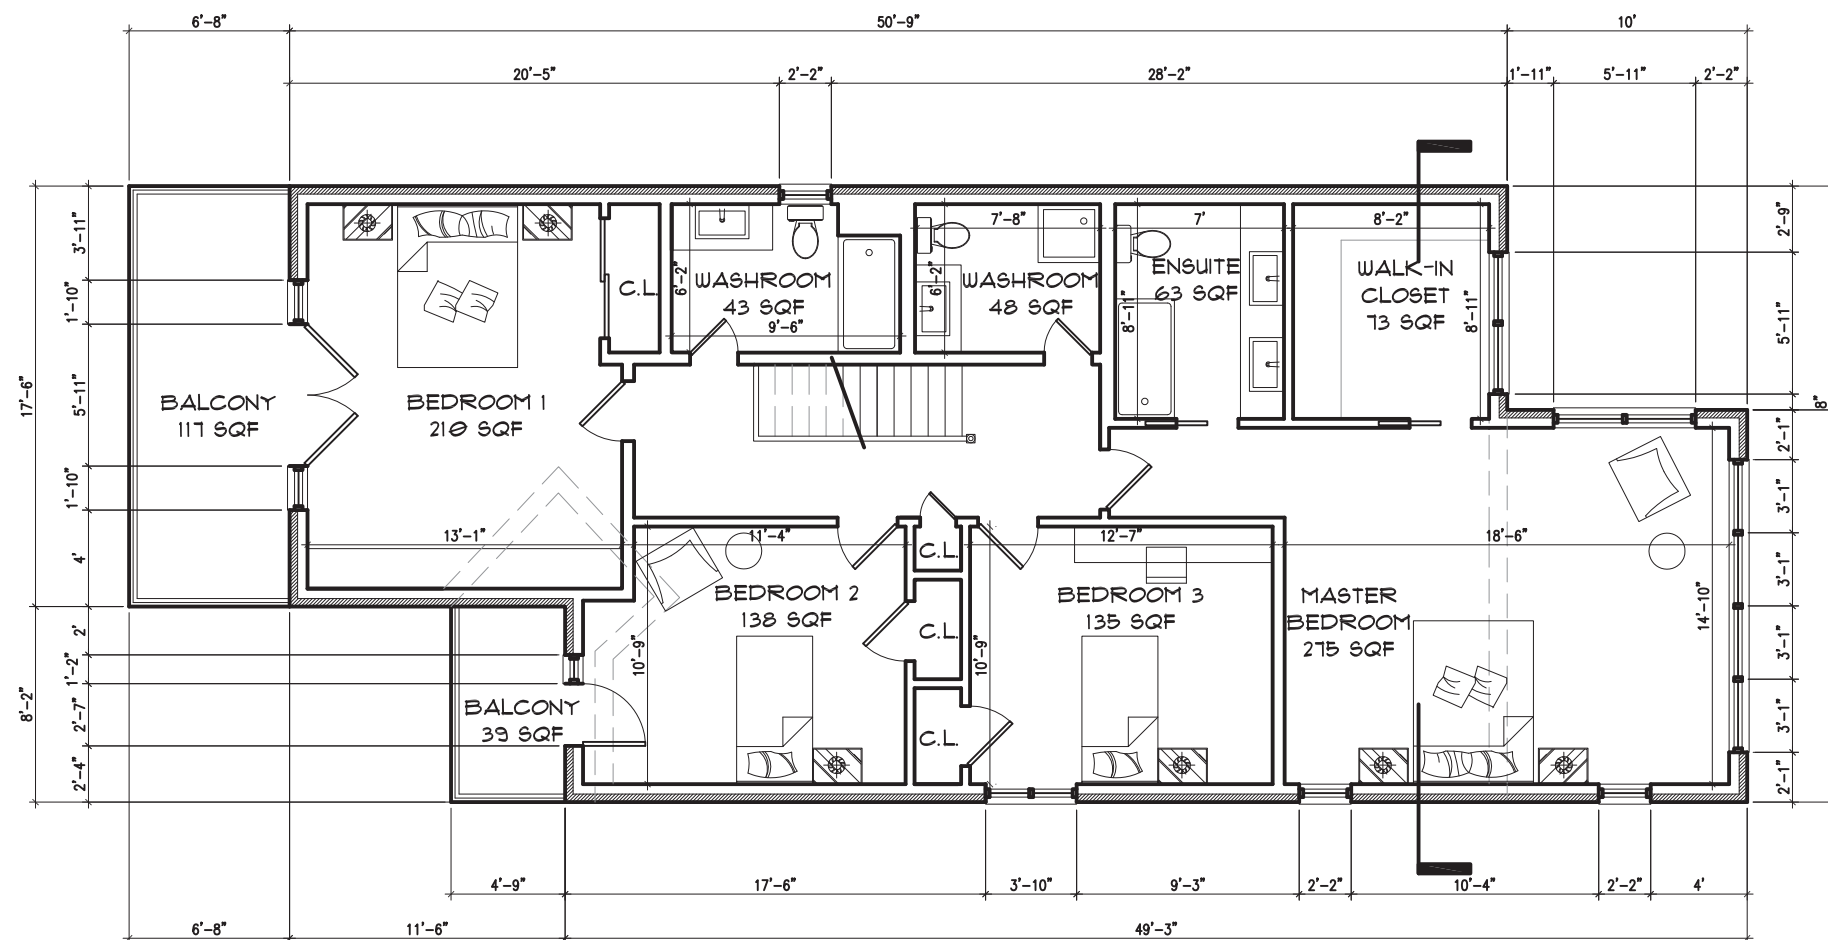 6'-8"
50'-9"
10'
20'-5"
2'-2"
28'-2"
1'-11"
5'-11"
2'-2"
17'-6"
8'-2"
3'-11"
1'-10"
5'-11"
1'-10"
4'
2'
1'-2"
2'-7"
2'-4"
BALCONY
117 SQF
BEDROOM 1
210 SQF
13'-1"
C.L.
6'-2"
WASHROOM
43 SQF
9'-6"
7'-8"
6'-2"
WASHROOM
48 SQF
7'
ENSUITE
63 SQF
8'-11"
8'-2"
WALK-IN
CLOSET
73 SQF
8'-11"
2'-9"
5'-11"
8"
2'-1"
3'-1"
3'-1"
3'-1"
3'-1"
2'-1"
11'-4"
BEDROOM 2
138 SQF
10'-9"
C.L.
C.L.
C.L.
12'-7"
BEDROOM 3
135 SQF
10'-9"
18'-6"
MASTER
BEDROOM
275 SQF
14'-10"
BALCONY
39 SQF
4'-9"
17'-6"
3'-10"
9'-3"
2'-2"
10'-4"
2'-2"
4'
6'-8"
11'-6"
49'-3"